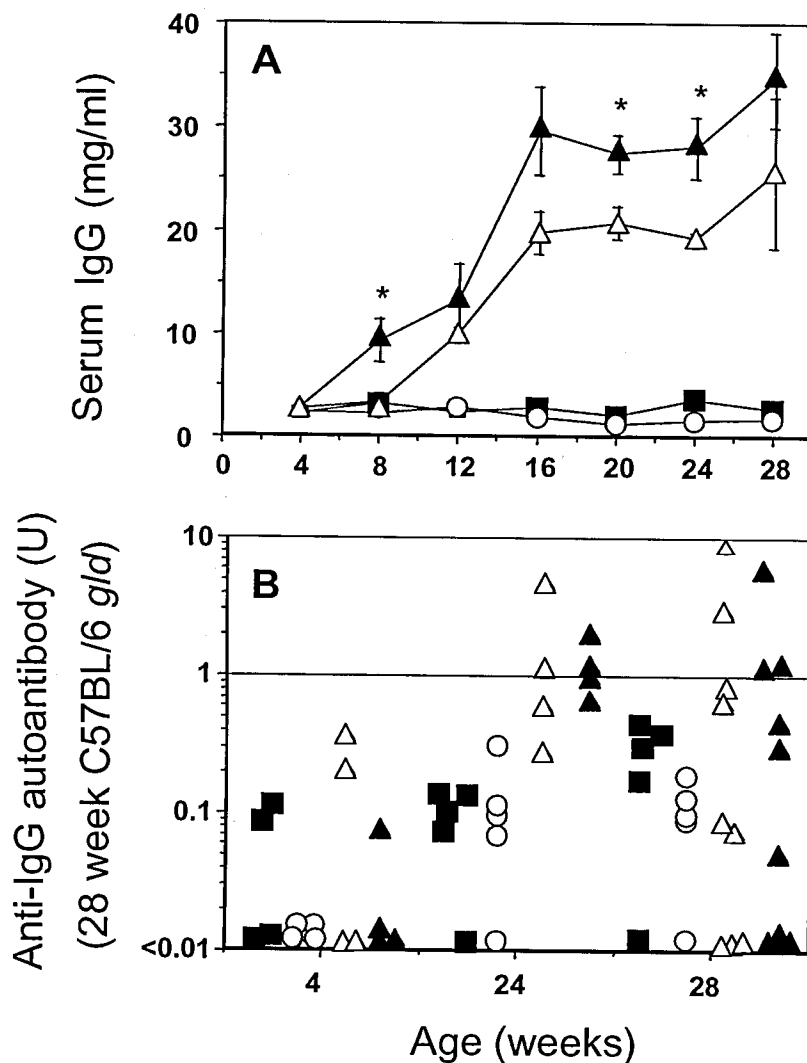 40
A
*
*
30
20
*
10
0
0 4 8 12 16 20 24 28
Serum IgG (mg/ml)
10
B
1
0.1
<0.01
4 24 28
Anti-IgG autoantibody (U)
(28 week C57BL/6 gld)
Age (weeks)